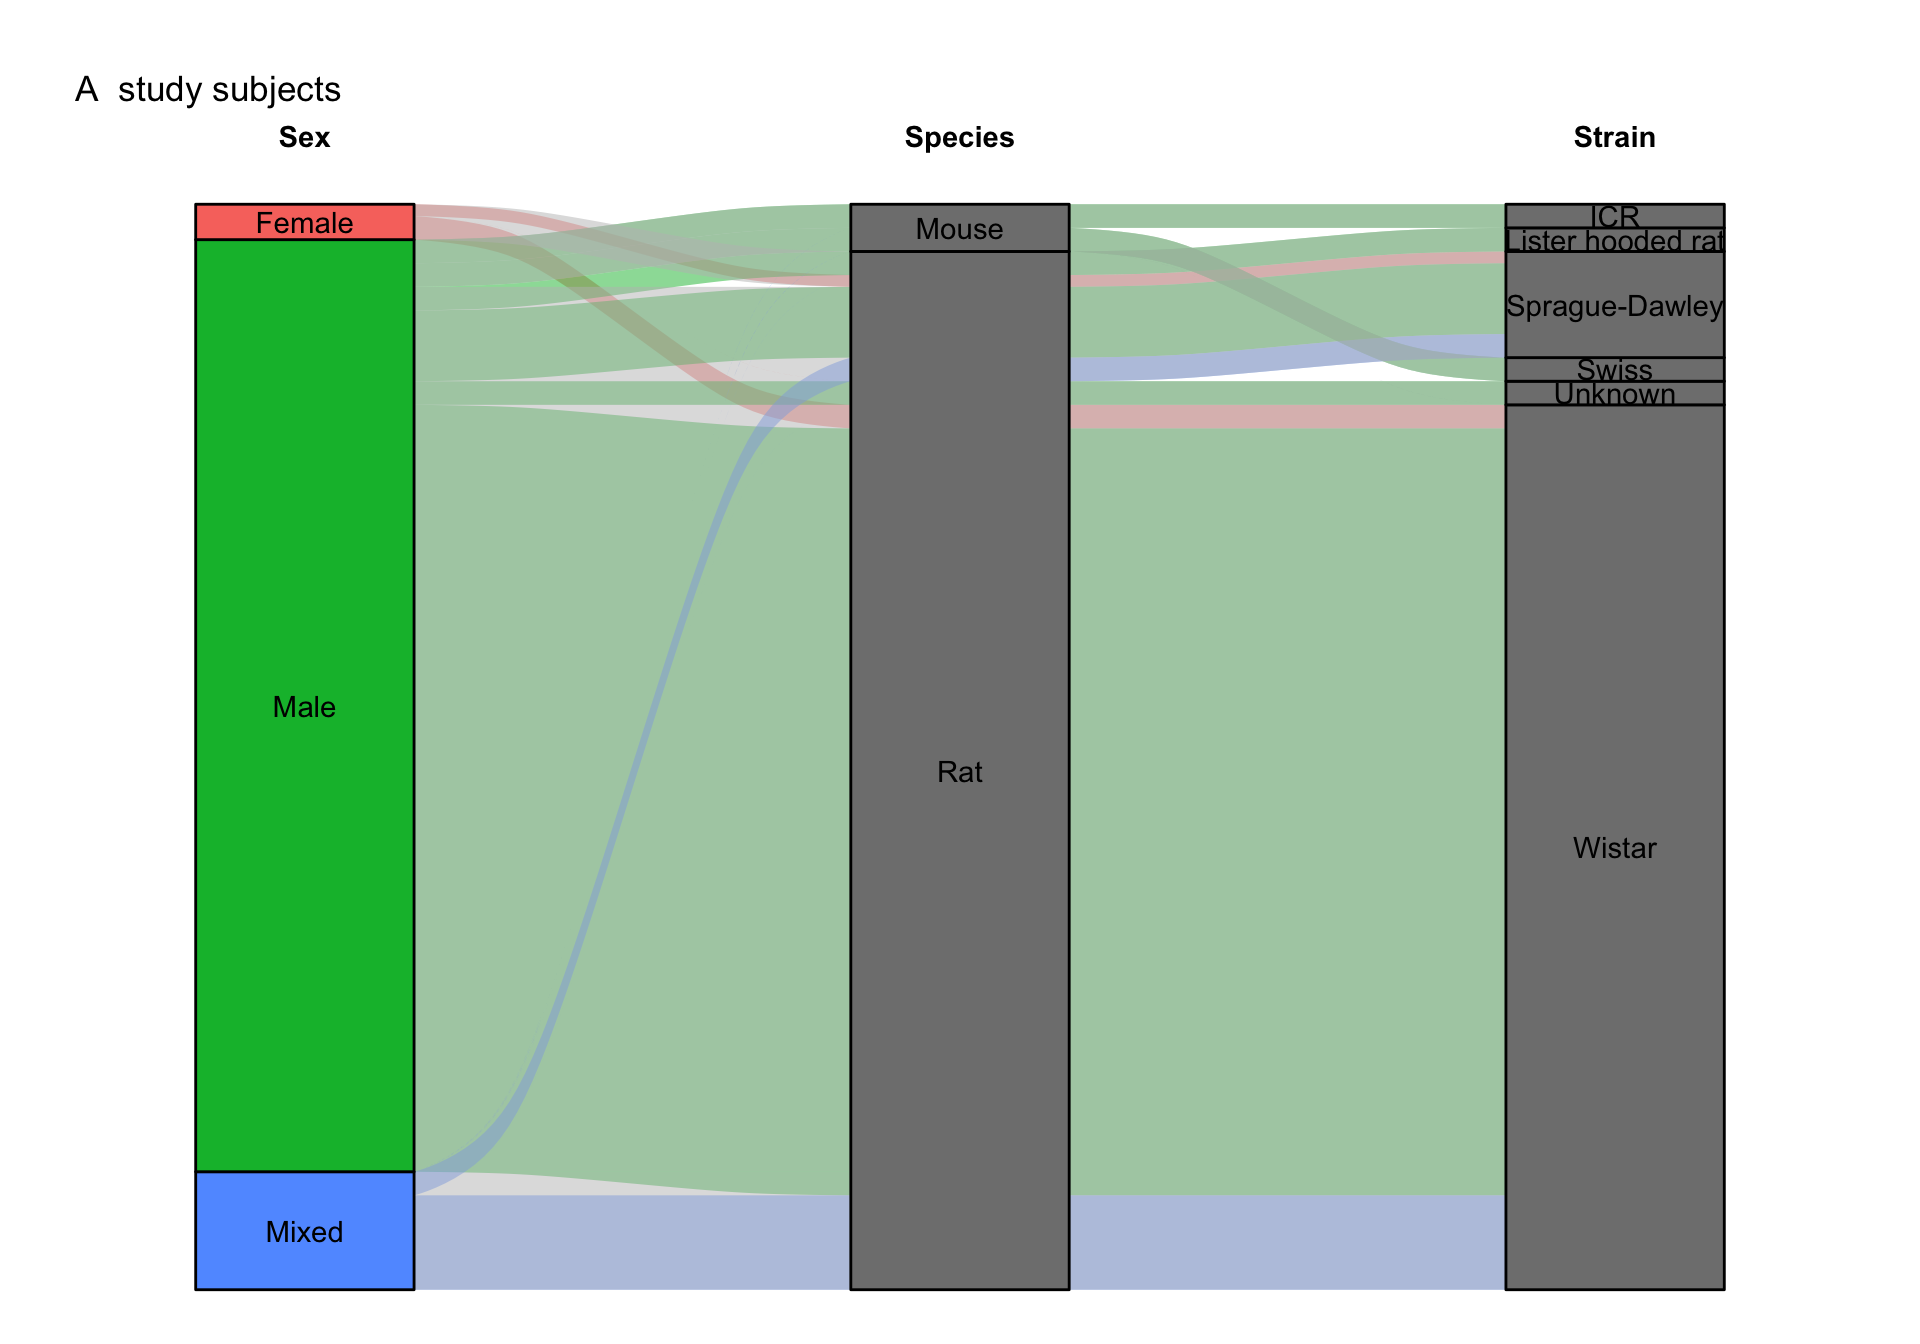 A study subjects
Sex
Species
Strain
Female
Male
Mixed
Mouse
Rat
ICR
Lister hooded rat
Sprague-Dawley
Swiss
Unknown
Wistar